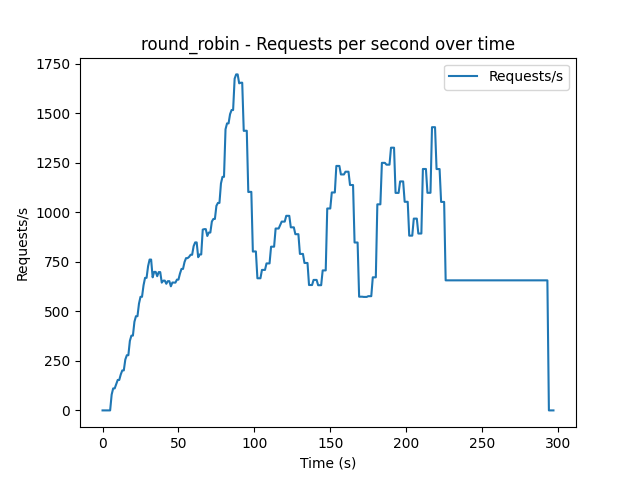 round_robin - Requests per second over time
Requests/s
1750
1500
1250
1000
750
500
250
0
Requests/s
0 50 100 150 200 250 300
Time (s)